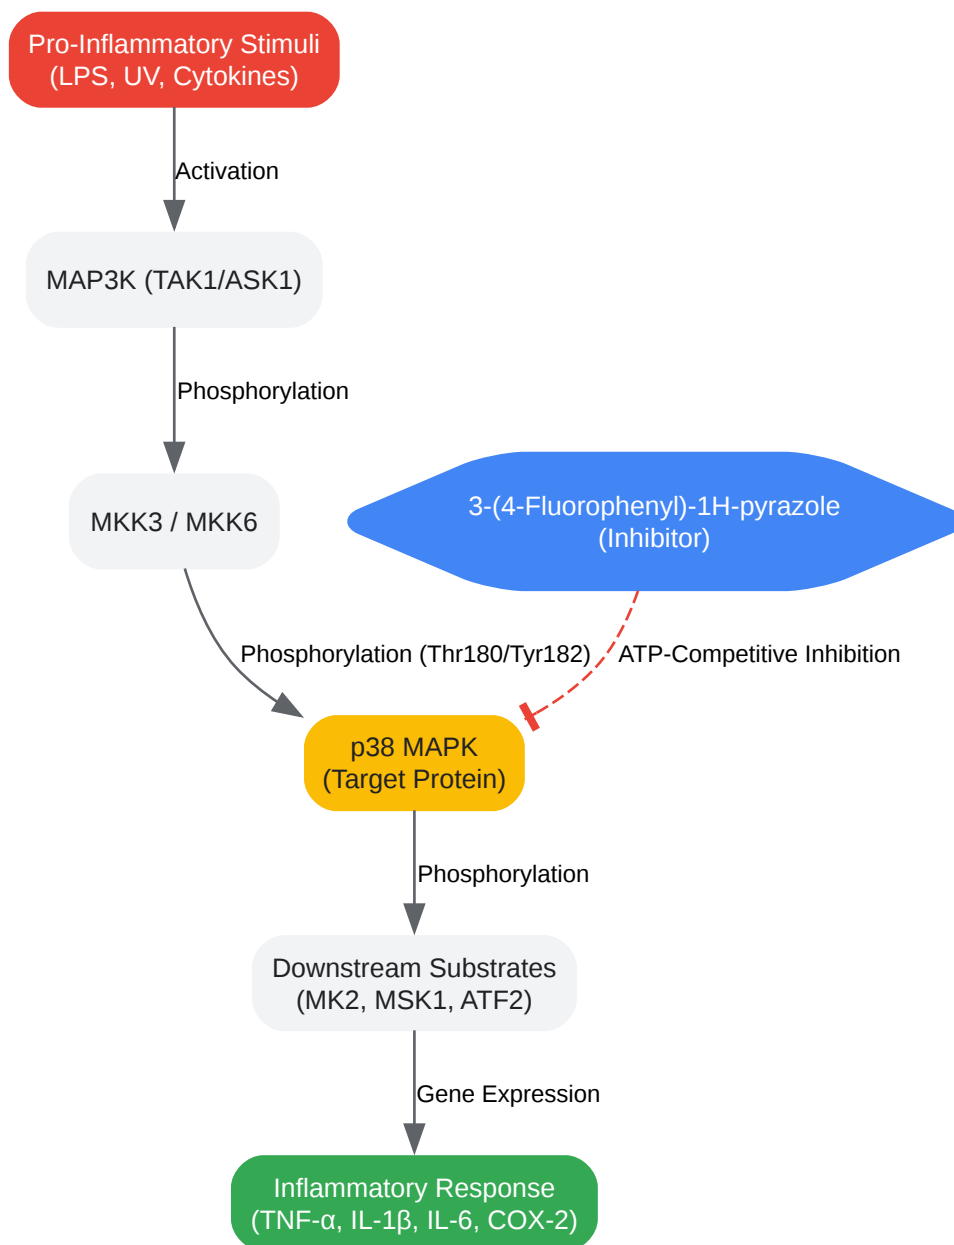 Pro-Inflammatory Stimuli
(LPS, UV, Cytokines)
Activation
MAP3K (TAK1/ASK1)
Phosphorylation
MKK3 / MKK6
3-(4-Fluorophenyl)-1H-pyrazole
(Inhibitor)
Phosphorylation (Thr180/Tyr182)
ATP-Competitive Inhibition
p38 MAPK
(Target Protein)
Phosphorylation
Downstream Substrates
(MK2, MSK1, ATF2)
Gene Expression
Inflammatory Response
(TNF-α, IL-1β, IL-6, COX-2)